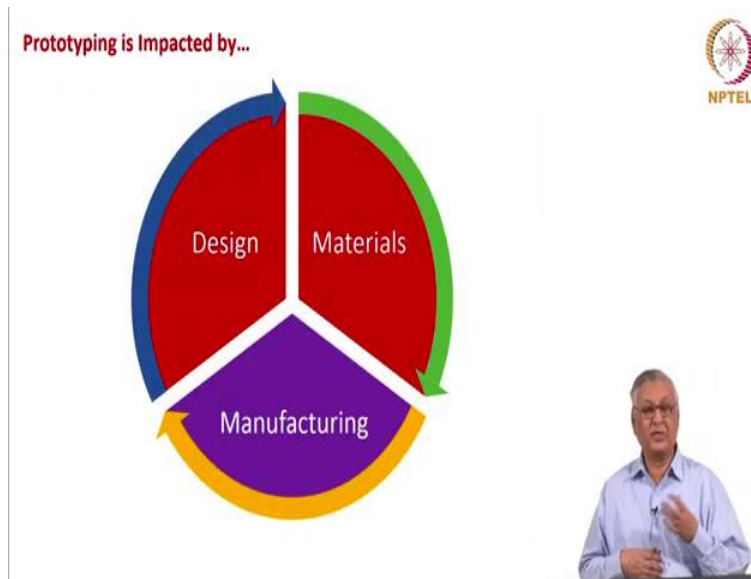 Prototyping is Impacted by...
NPTEL
Design
Materials
Manufacturing